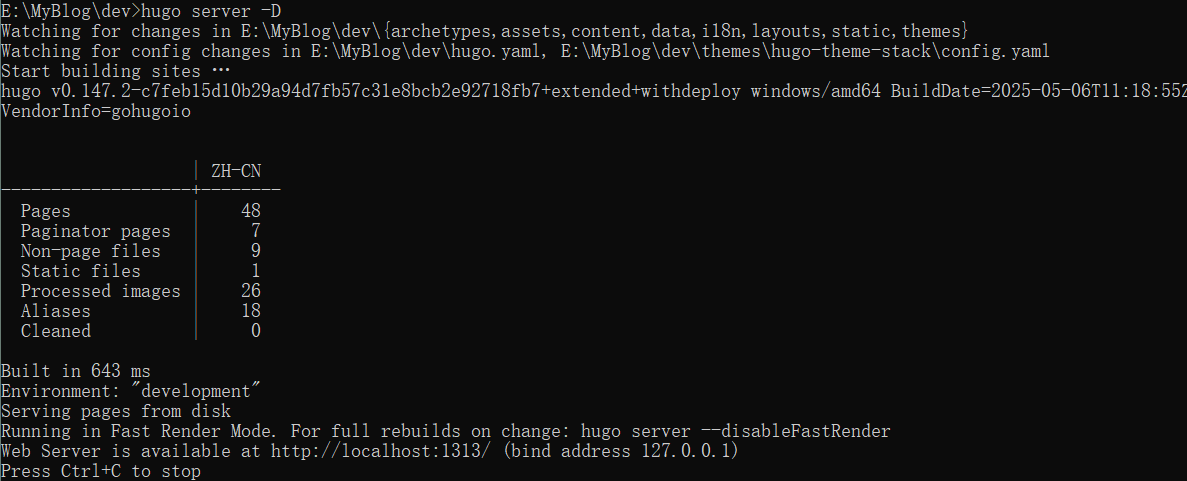 E:\MyBlog\dev>hugo server -D
Watching for changes in E:\MyBlog\dev\{archetypes,assets,content,data,i18n,layouts,static,themes}
Watching for config changes in E:\MyBlog\dev\hugo.yaml, E:\MyBlog\dev\themes\hugo-theme-stack\config.yaml
Start building sites …
hugo v0.147.2-c7feb15d10b29a94d7fb57c31e8bcb2e92718fb7+extended+withdeploy windows/amd64 BuildDate=2025-05-06T11:18:55Z
VendorInfo=gohugoio
                   | ZH-CN
-------------------+--------
  Pages            |    48
  Paginator pages  |     7
  Non-page files   |     9
  Static files     |     1
  Processed images |    26
  Aliases          |    18
  Cleaned          |     0
Built in 643 ms
Environment: "development"
Serving pages from disk
Running in Fast Render Mode. For full rebuilds on change: hugo server --disableFastRender
Web Server is available at http://localhost:1313/ (bind address 127.0.0.1)
Press Ctrl+C to stop